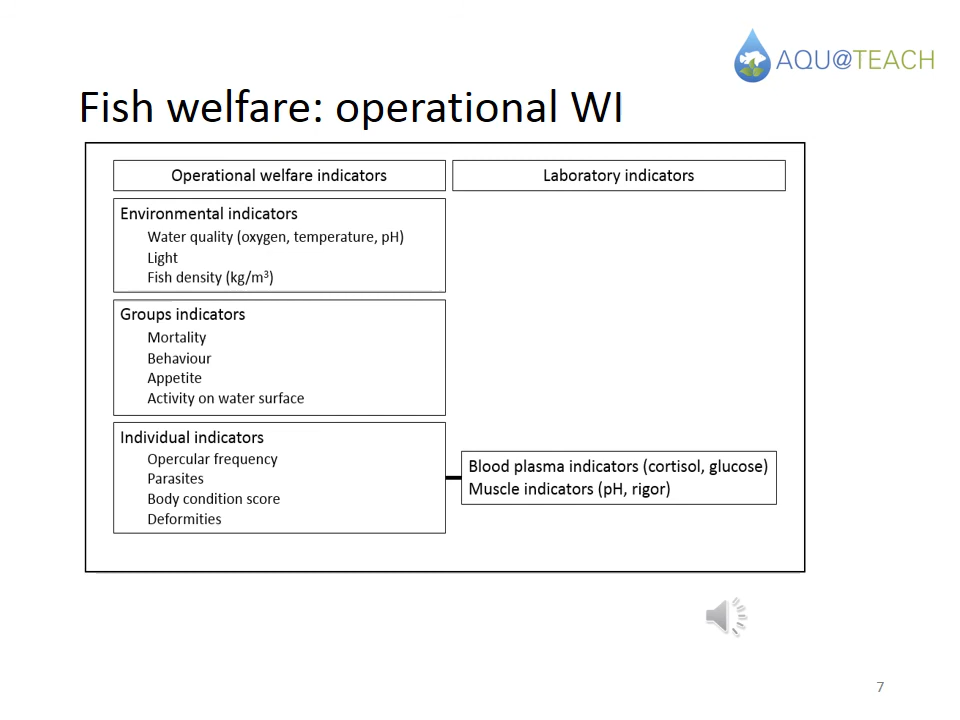 AQU@TEACH
Fish welfare: operational WI
Operational welfare indicators
Laboratory indicators
Environmental indicators
Water quality (oxygen, temperature, pH)
Light
Fish density (kg/m³)
Groups indicators
Mortality
Behaviour
Appetite
Activity on water surface
Individual indicators
Opercular frequency
Parasites
Body condition score
Deformities
Blood plasma indicators (cortisol, glucose)
Muscle indicators (pH, rigor)
7